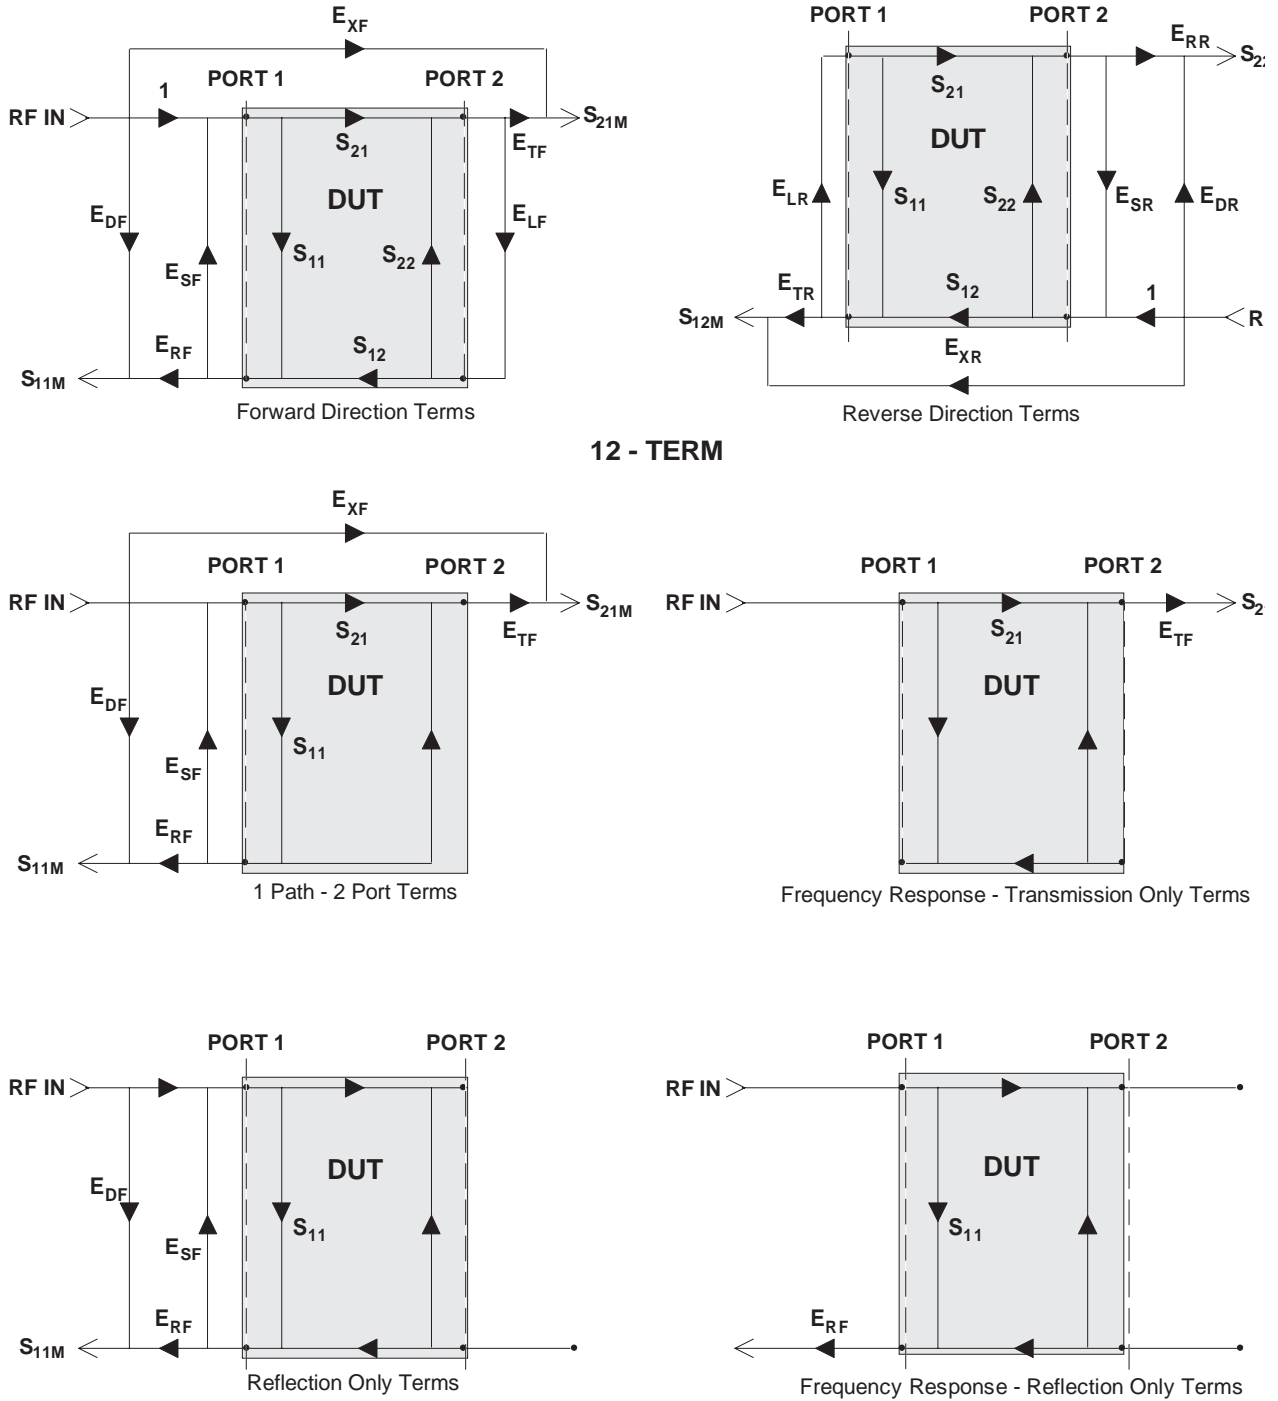 E_XF
PORT 1 PORT 2
1
RF IN
S_21M
S_21
E_TF
DUT
E_DF
E_LF
S_11
S_22
E_SF
E_RF
S_12
S_11M
Forward Direction Terms
PORT 1 PORT 2
E_RR
S_22
S_21
DUT
E_LR
S_11
S_22
E_SR
E_DR
E_TR
S_12
1
S_12M
R
E_XR
Reverse Direction Terms
12 - TERM
E_XF
PORT 1 PORT 2
RF IN
S_21M
S_21
E_TF
DUT
E_DF
S_11
E_SF
E_RF
S_11M
1 Path - 2 Port Terms
PORT 1 PORT 2
RF IN
S_2
S_21
E_TF
DUT
Frequency Response - Transmission Only Terms
PORT 1 PORT 2
RF IN
DUT
E_DF
S_11
E_SF
E_RF
S_11M
Reflection Only Terms
PORT 1 PORT 2
RF IN
DUT
S_11
E_RF
Frequency Response - Reflection Only Terms